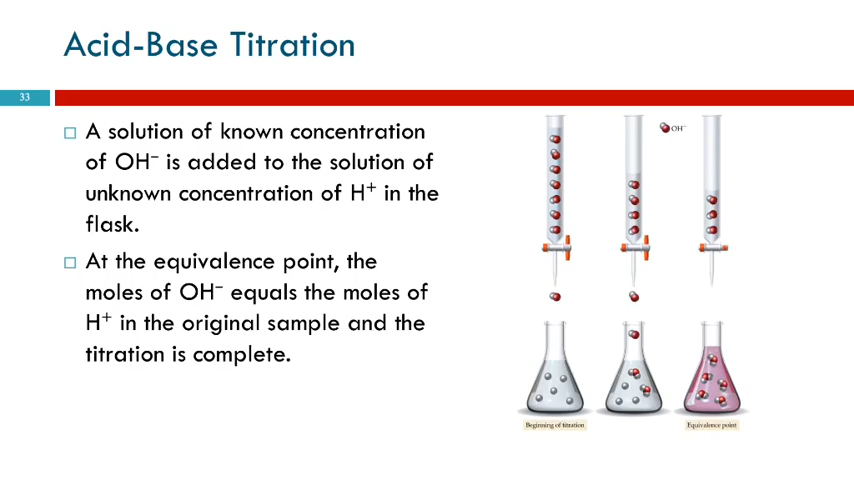 Acid-Base Titration
33
A solution of known concentration
of OH⁻ is added to the solution of
unknown concentration of H⁺ in the
flask.
At the equivalence point, the
moles of OH⁻ equals the moles of
H⁺ in the original sample and the
titration is complete.
OH⁻
Beginning of titration
Equivalence point